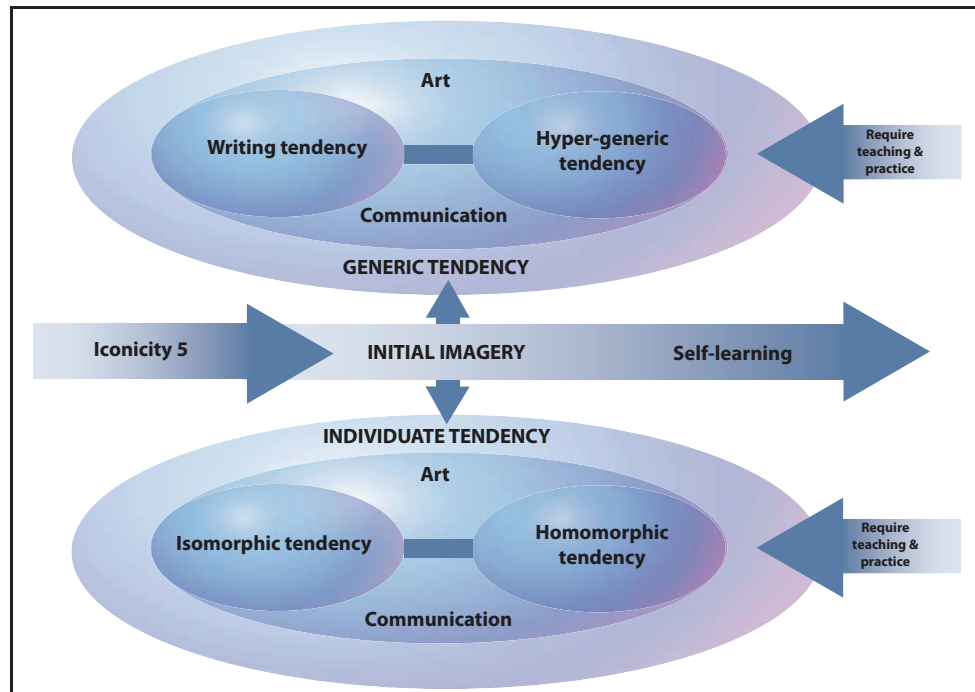 Art
Writing tendency
Hyper-generic
tendency
Communication
GENERIC TENDENCY
Require
teaching &
practice
Iconicity 5
INITIAL IMAGERY
Self-learning
INDIVIDUATE TENDENCY
Art
Isomorphic tendency
Homomorphic
tendency
Communication
Require
teaching &
practice